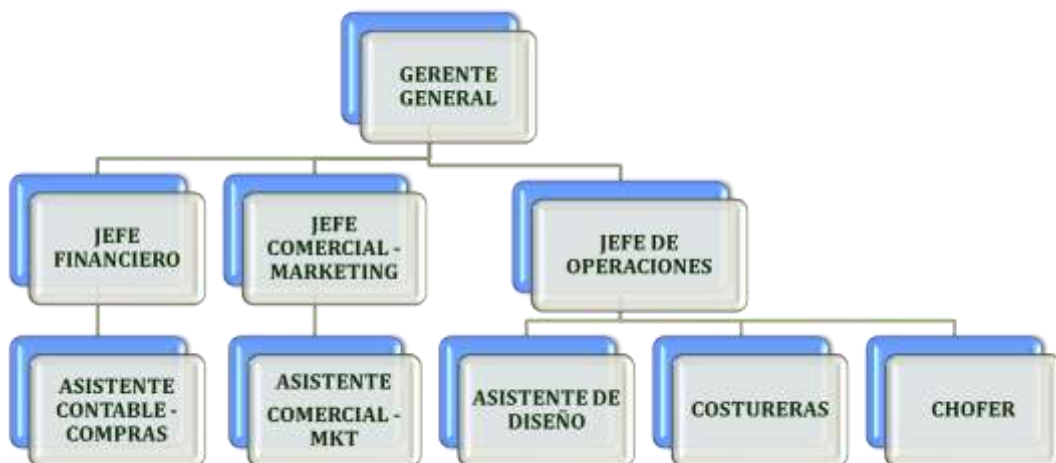 GERENTE
GENERAL
JEFE
FINANCIERO
JEFE
COMERCIAL -
MARKETING
JEFE DE
OPERACIONES
ASISTENTE
CONTABLE -
COMPRAS
ASISTENTE
COMERCIAL -
MKT
ASISTENTE DE
DISEÑO
COSTURERAS
CHOFER